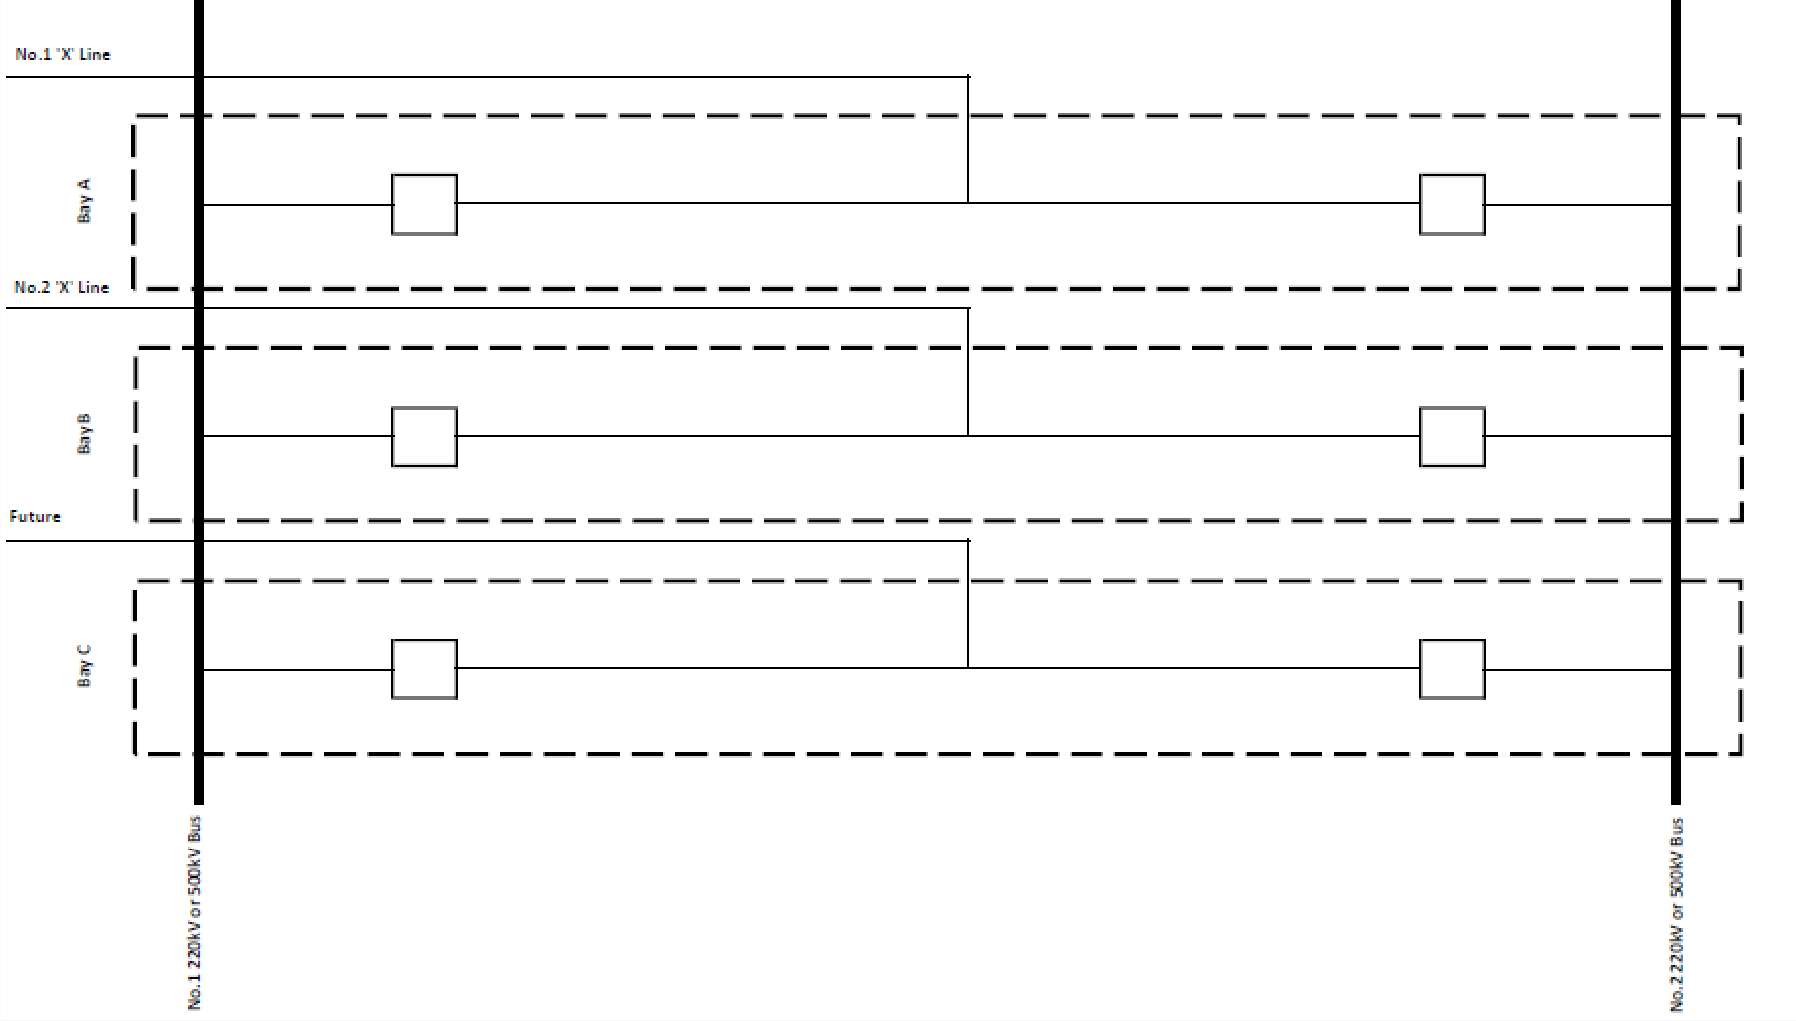 No.1 'X' Line
Bay A
No.2 'X' Line
Bay B
Future
Bay C
No.1 220kV or 500kV Bus
No.2 220kV or 500kV Bus